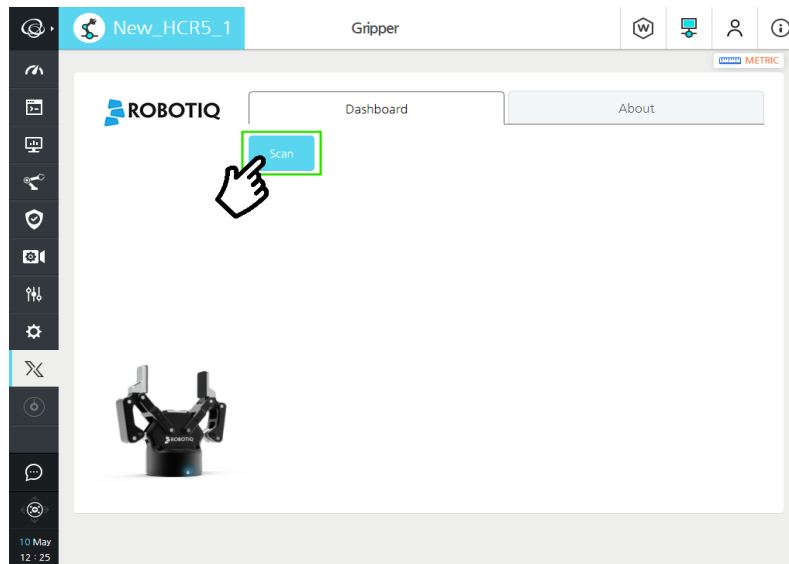 New_HCR5_1
Gripper
METRIC
ROBOTIQ
Dashboard
About
Scan
ROBOTIQ
10 May
12 : 25